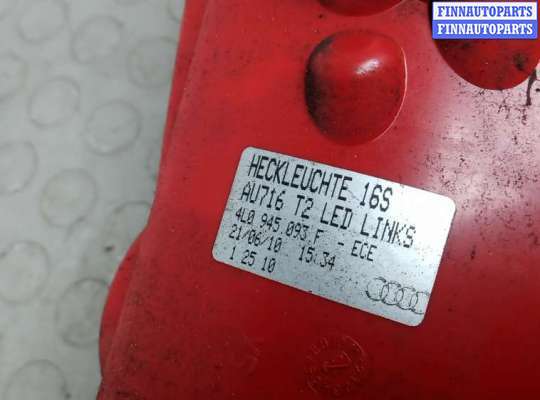 FINNAUTOPARTS
FINNAUTOPARTS
HECKLEUCHTE 16S
AU716 T2 LED LINKS
4L0 945 093 F - ECE
21/06/10 15:34
1 25 10